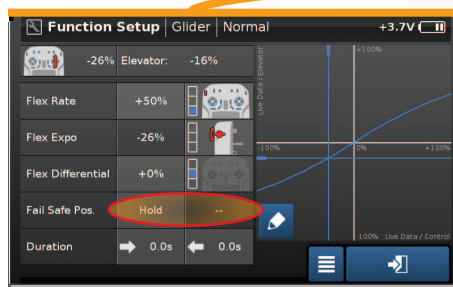 Function Setup Glider Normal +3.7V
-26% Elevator: -16%
Flex Rate +50%
Flex Expo -26%
Flex Differential +0%
Fail Safe Pos. Hold --
Duration 0.0s 0.0s
Live Data / Elevator
+100%
-100% 0% +100%
-100% Live Data / Control